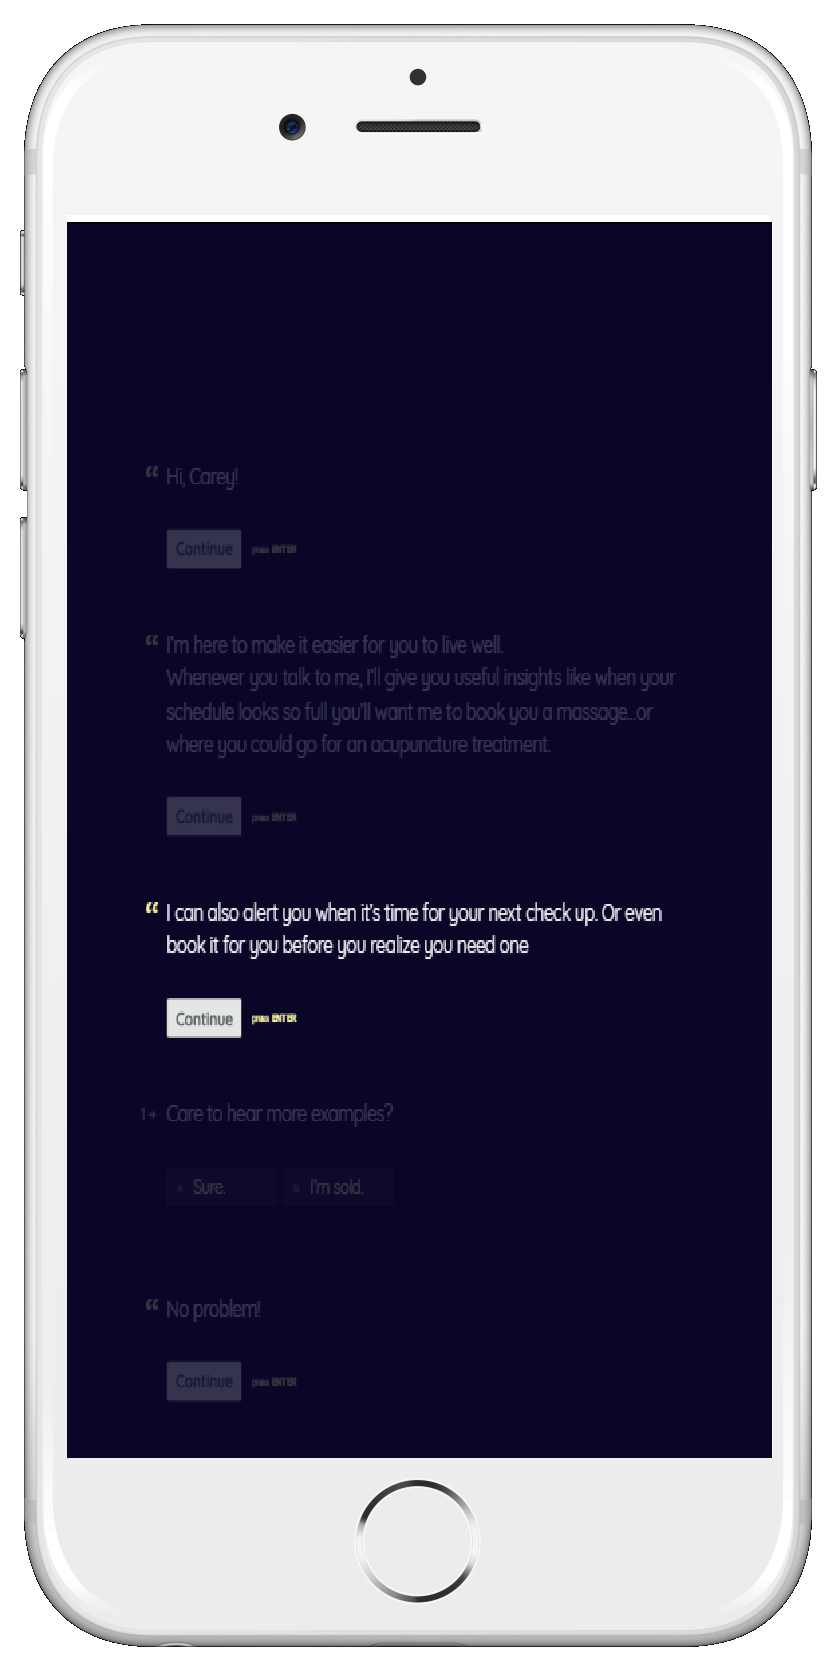 “ Hi, Carey!
Continue press ENTER
“ I'm here to make it easier for you to live well.
Whenever you talk to me, I'll give you useful insights like when your
schedule looks so full you'll want me to book you a massage...or
where you could go for an acupuncture treatment.
Continue press ENTER
“ I can also alert you when it's time for your next check up. Or even
book it for you before you realize you need one
Continue press ENTER
1→ Care to hear more examples?
A Sure. B I'm sold.
“ No problem!
Continue press ENTER